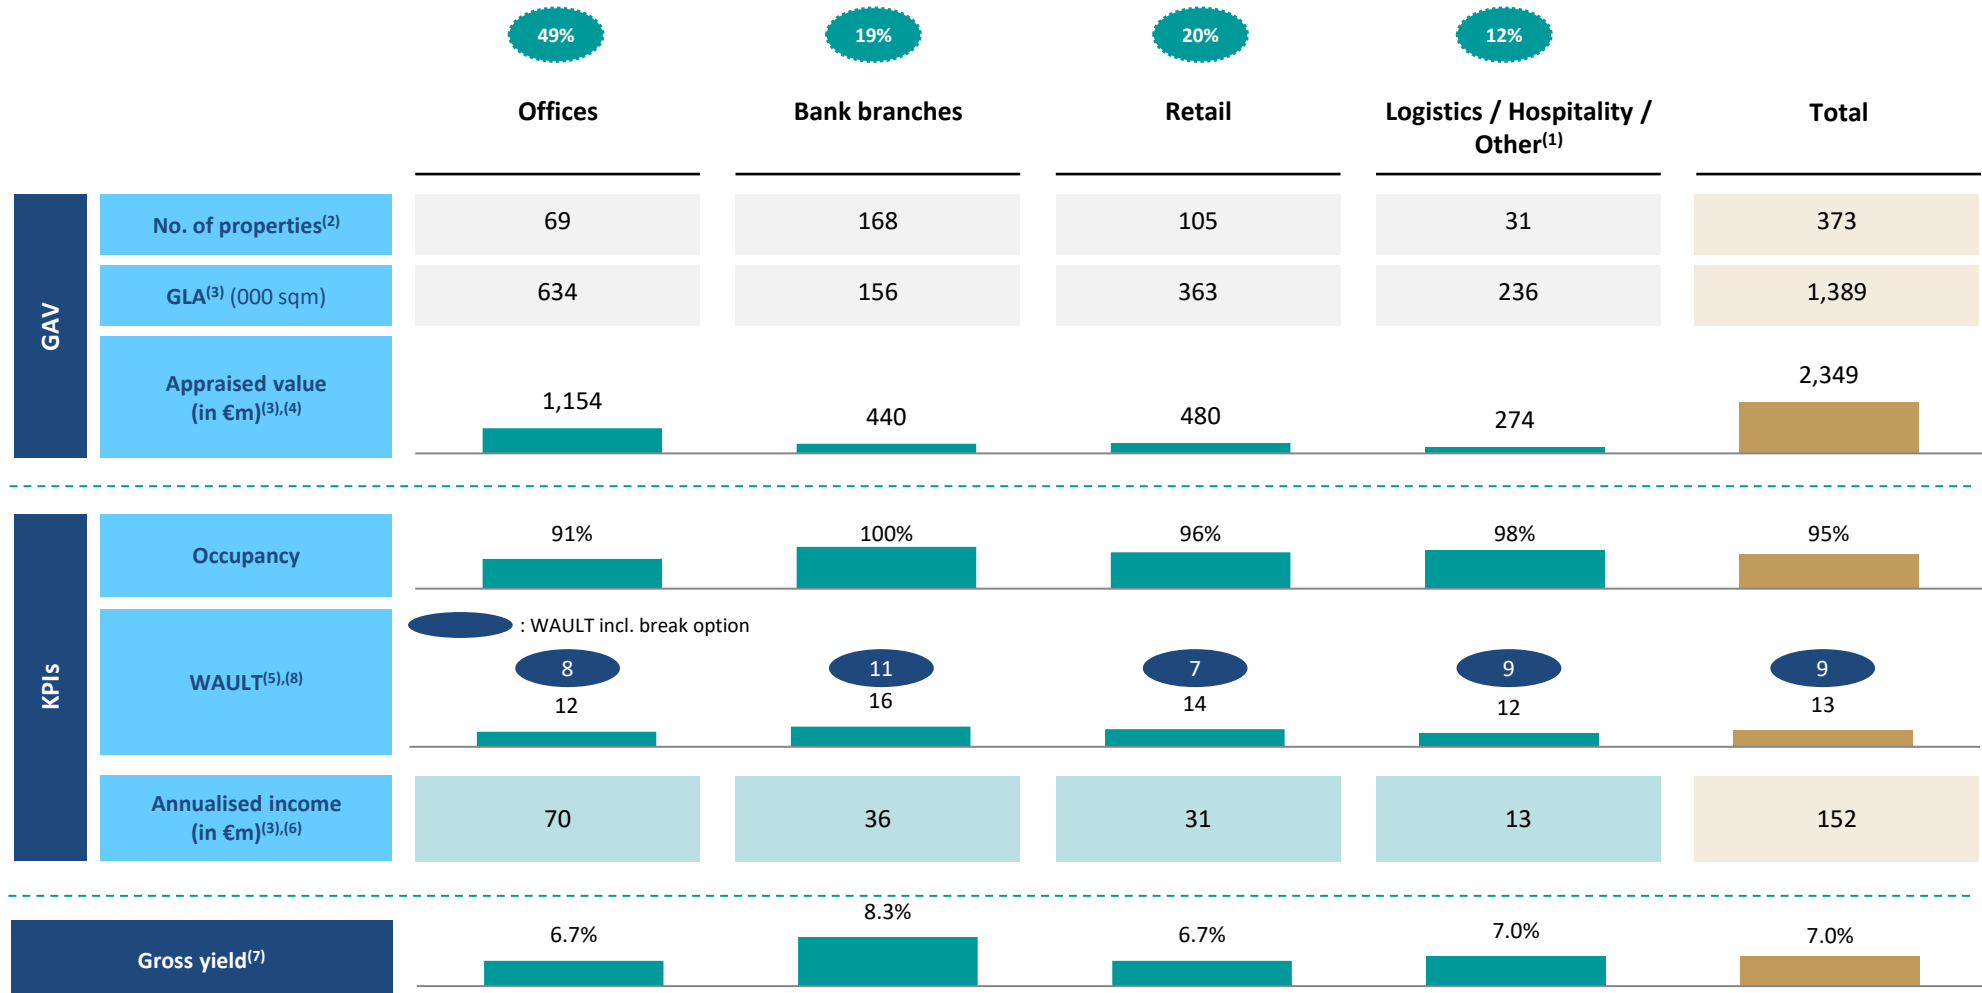 49%
19%
20%
12%
Offices
Bank branches
Retail
Logistics / Hospitality /
Other(1)
Total
GAV
No. of properties(2)
69
168
105
31
373
GLA(3) (000 sqm)
634
156
363
236
1,389
Appraised value
(in €m)(3),(4)
1,154
440
480
274
2,349
KPIs
Occupancy
91%
100%
96%
98%
95%
: WAULT incl. break option
WAULT(5),(8)
8
11
7
9
9
12
16
14
12
13
Annualised income
(in €m)(3),(6)
70
36
31
13
152
Gross yield(7)
6.7%
8.3%
6.7%
7.0%
7.0%